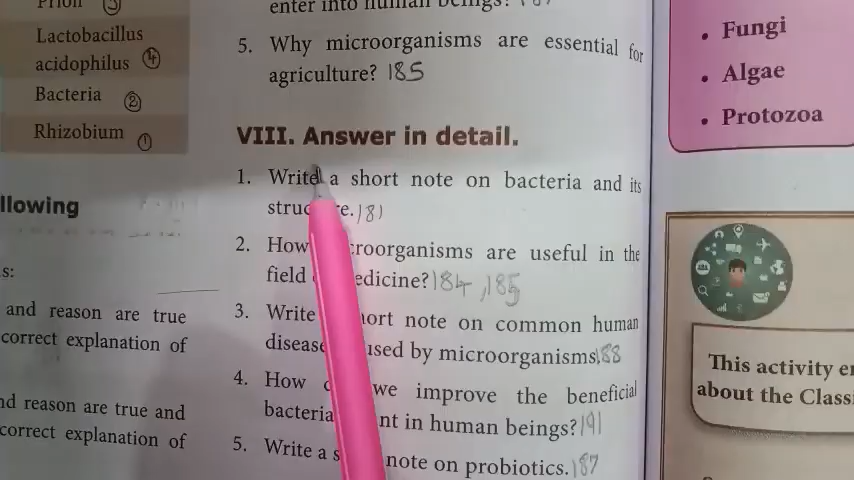 Prion ③
Lactobacillus
acidophilus ④
Bacteria ②
Rhizobium ①
llowing
s:
and reason are true
correct explanation of
nd reason are true and
correct explanation of
enter into human beings? 187
5. Why microorganisms are essential for
agriculture? 185
VIII. Answer in detail.
1. Write a short note on bacteria and its
struc re. 181
2. How croorganisms are useful in the
field edicine? 184, 185
3. Write ort note on common human
disease used by microorganisms 188
4. How we improve the beneficial
bacteria nt in human beings? 191
5. Write a s note on probiotics. 187
• Fungi
• Algae
• Protozoa
This activity e
about the Class